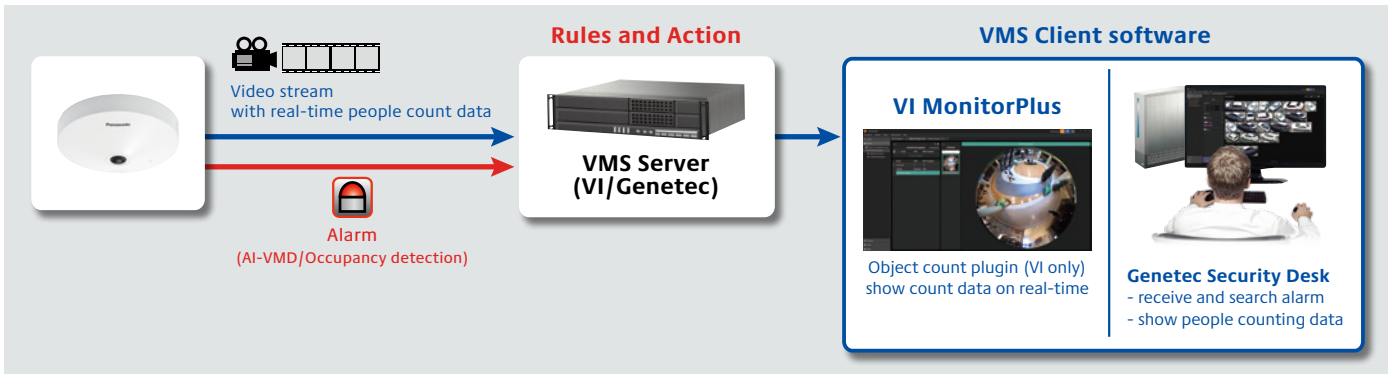 Panasonic
Video stream
with real-time people count data
Alarm
(AI-VMD/Occupancy detection)
Rules and Action
VMS Server
(VI/Genetec)
VMS Client software
VI MonitorPlus
Object count plugin (VI only)
show count data on real-time
Genetec Security Desk
- receive and search alarm
- show people counting data